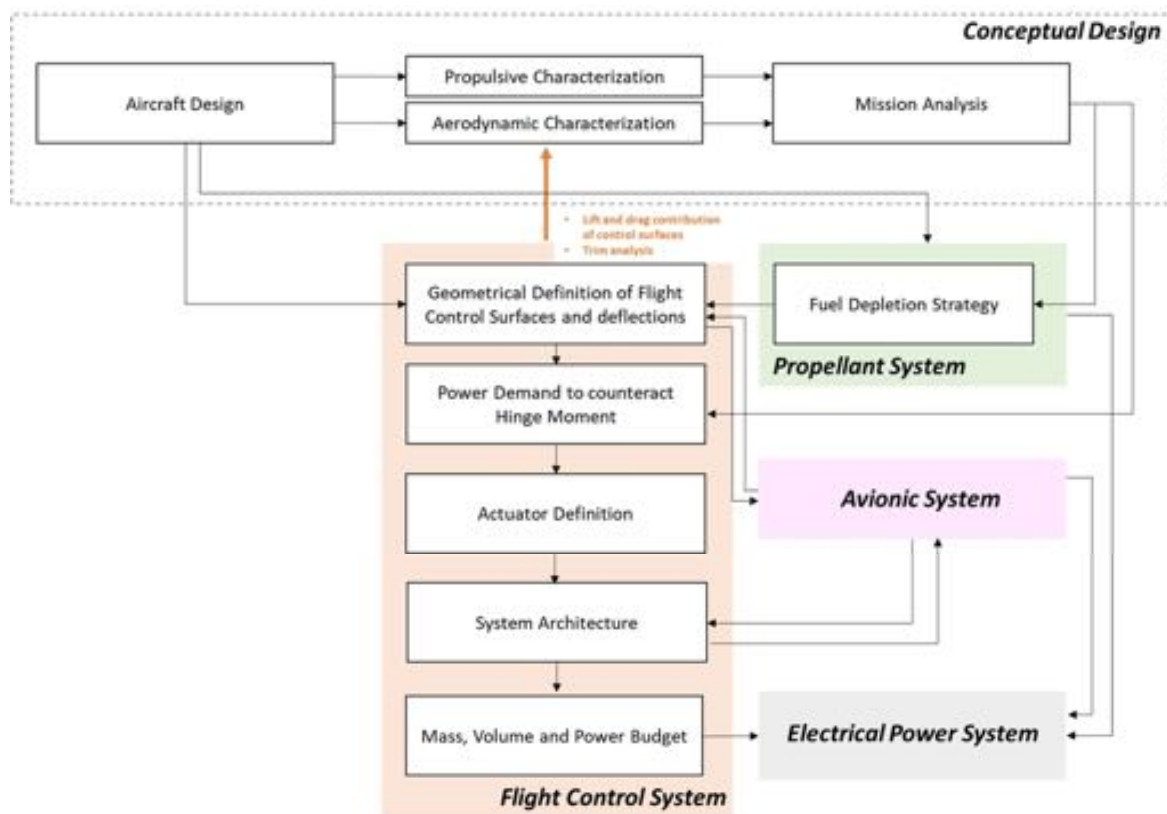 Conceptual Design
Propulsive Characterization
Aircraft Design
Mission Analysis
Aerodynamic Characterization
• Lift and drag contribution
of control surfaces
• Trim analysis
Geometrical Definition of Flight
Control Surfaces and deflections
Fuel Depletion Strategy
Propellant System
Power Demand to counteract
Hinge Moment
Actuator Definition
Avionic System
System Architecture
Mass, Volume and Power Budget
Electrical Power System
Flight Control System